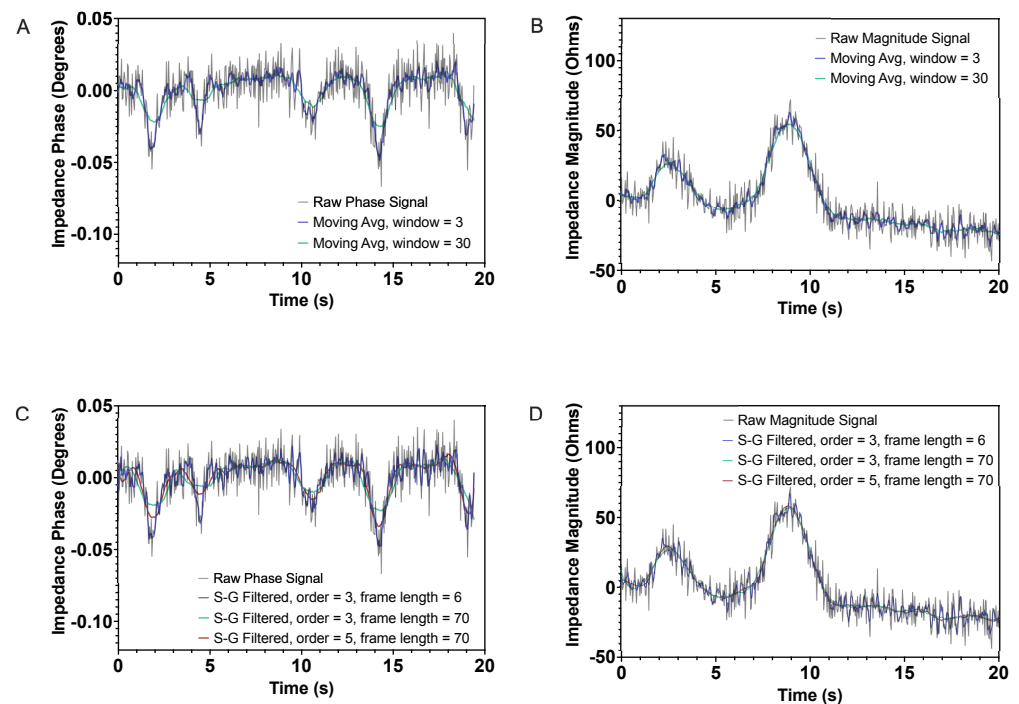 A
Impedance Phase (Degrees)
0.05
0.00
-0.05
-0.10
Raw Phase Signal
Moving Avg, window = 3
Moving Avg, window = 30
0 5 10 15 20
Time (s)
B
Impedance Magnitude (Ohms)
100
50
0
-50
Raw Magnitude Signal
Moving Avg, window = 3
Moving Avg, window = 30
0 5 10 15 20
Time (s)
C
Impedance Phase (Degrees)
0.05
0.00
-0.05
-0.10
Raw Phase Signal
S-G Filtered, order = 3, frame length = 6
S-G Filtered, order = 3, frame length = 70
S-G Filtered, order = 5, frame length = 70
0 5 10 15 20
Time (s)
D
Impedance Magnitude (Ohms)
100
50
0
-50
Raw Magnitude Signal
S-G Filtered, order = 3, frame length = 6
S-G Filtered, order = 3, frame length = 70
S-G Filtered, order = 5, frame length = 70
0 5 10 15 20
Time (s)